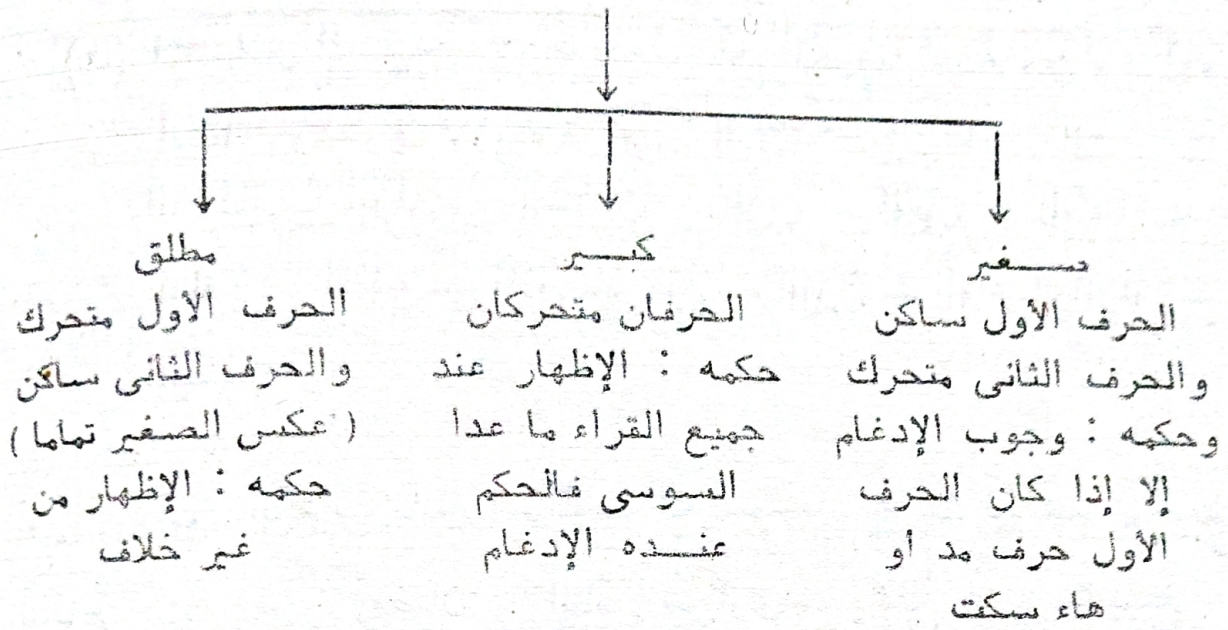 صغير
الحرف الأول ساكن
والحرف الثانى متحرك
وحكمه : وجوب الإدغام
إلا إذا كان الحرف
الأول حرف مد أو
هاء سكت
كبير
الحرفان متحركان
حكمه : الإظهار عند
جميع القراء ما عدا
السوسى فالحكم
عنده الإدغام
مطلق
الحرف الأول متحرك
والحرف الثانى ساكن
( عكس الصغير تماما )
حكمه : الإظهار من
غير خلاف